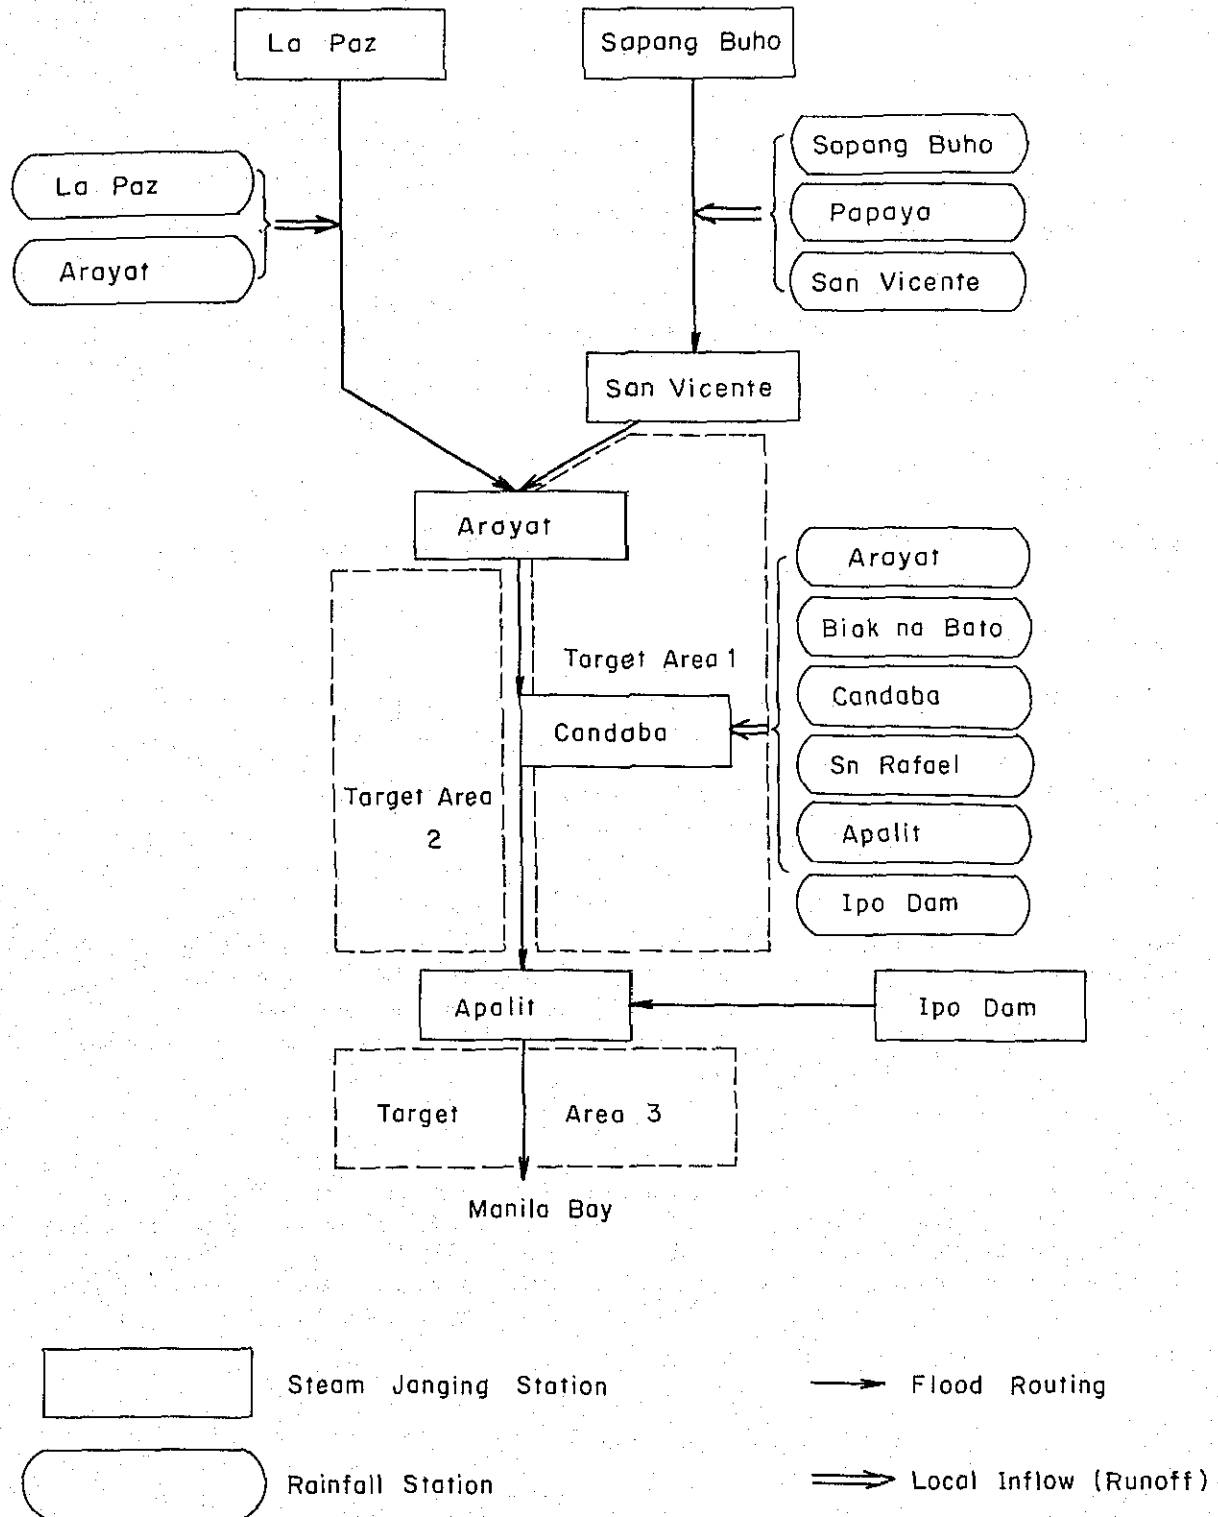 La Paz
Sapang Buho
La Paz
Arayat
Sapang Buho
Papaya
San Vicente
San Vicente
Arayat
Arayat
Biak na Bato
Target Area 1
Candaba
Candaba
Sn Rafael
Target Area
2
Apalit
Ipo Dam
Apalit
Ipo Dam
Target Area 3
Manila Bay
Steam Janging Station
Flood Routing
Rainfall Station
Local Inflow (Runoff)